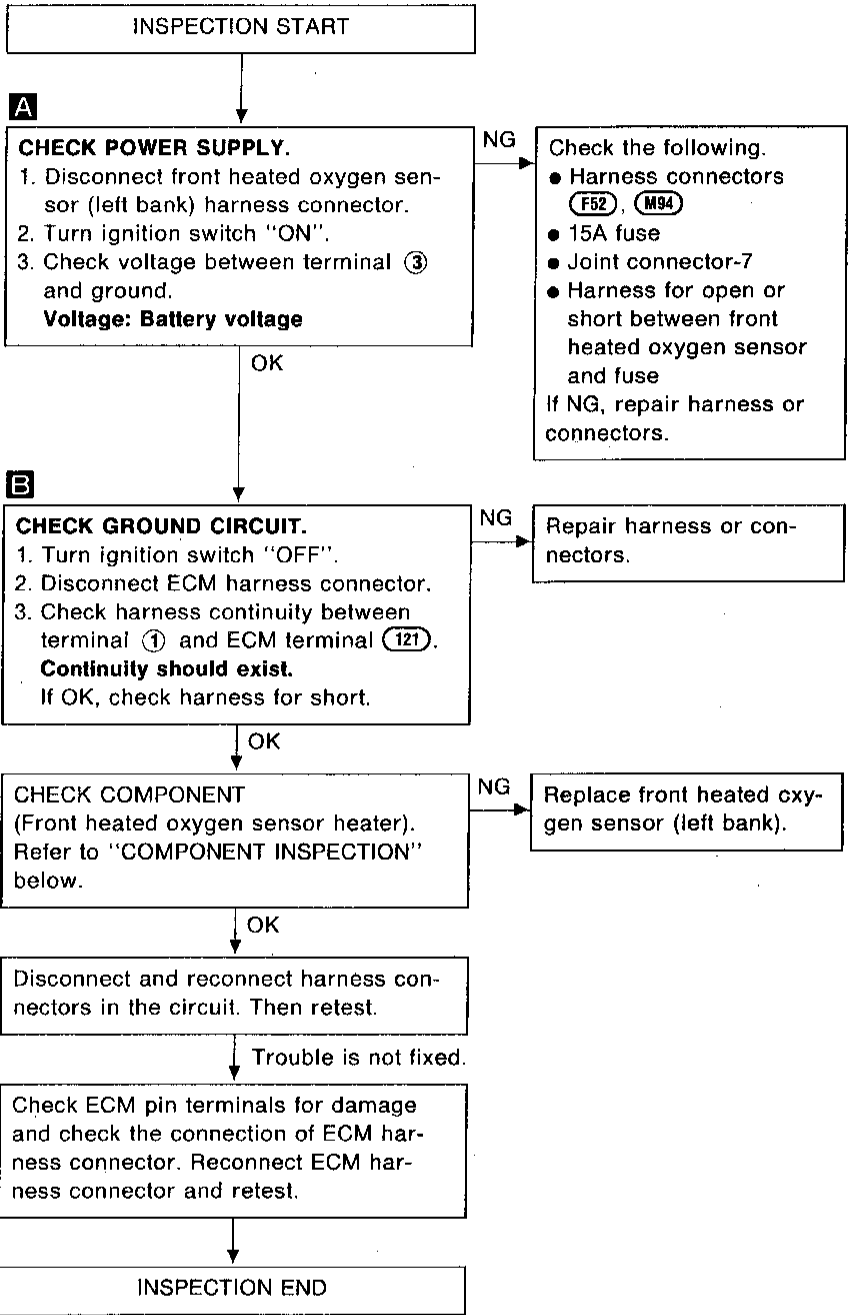 INSPECTION START
A
CHECK POWER SUPPLY.
1. Disconnect front heated oxygen sen-
sor (left bank) harness connector.
2. Turn ignition switch "ON".
3. Check voltage between terminal ③
and ground.
Voltage: Battery voltage
NG
Check the following.
● Harness connectors
F52, M94
● 15A fuse
● Joint connector-7
● Harness for open or
short between front
heated oxygen sensor
and fuse
If NG, repair harness or
connectors.
OK
B
CHECK GROUND CIRCUIT.
1. Turn ignition switch "OFF".
2. Disconnect ECM harness connector.
3. Check harness continuity between
terminal ① and ECM terminal 121.
Continuity should exist.
If OK, check harness for short.
NG
Repair harness or con-
nectors.
OK
CHECK COMPONENT
(Front heated oxygen sensor heater).
Refer to "COMPONENT INSPECTION"
below.
NG
Replace front heated oxy-
gen sensor (left bank).
OK
Disconnect and reconnect harness con-
nectors in the circuit. Then retest.
Trouble is not fixed.
Check ECM pin terminals for damage
and check the connection of ECM har-
ness connector. Reconnect ECM har-
ness connector and retest.
INSPECTION END